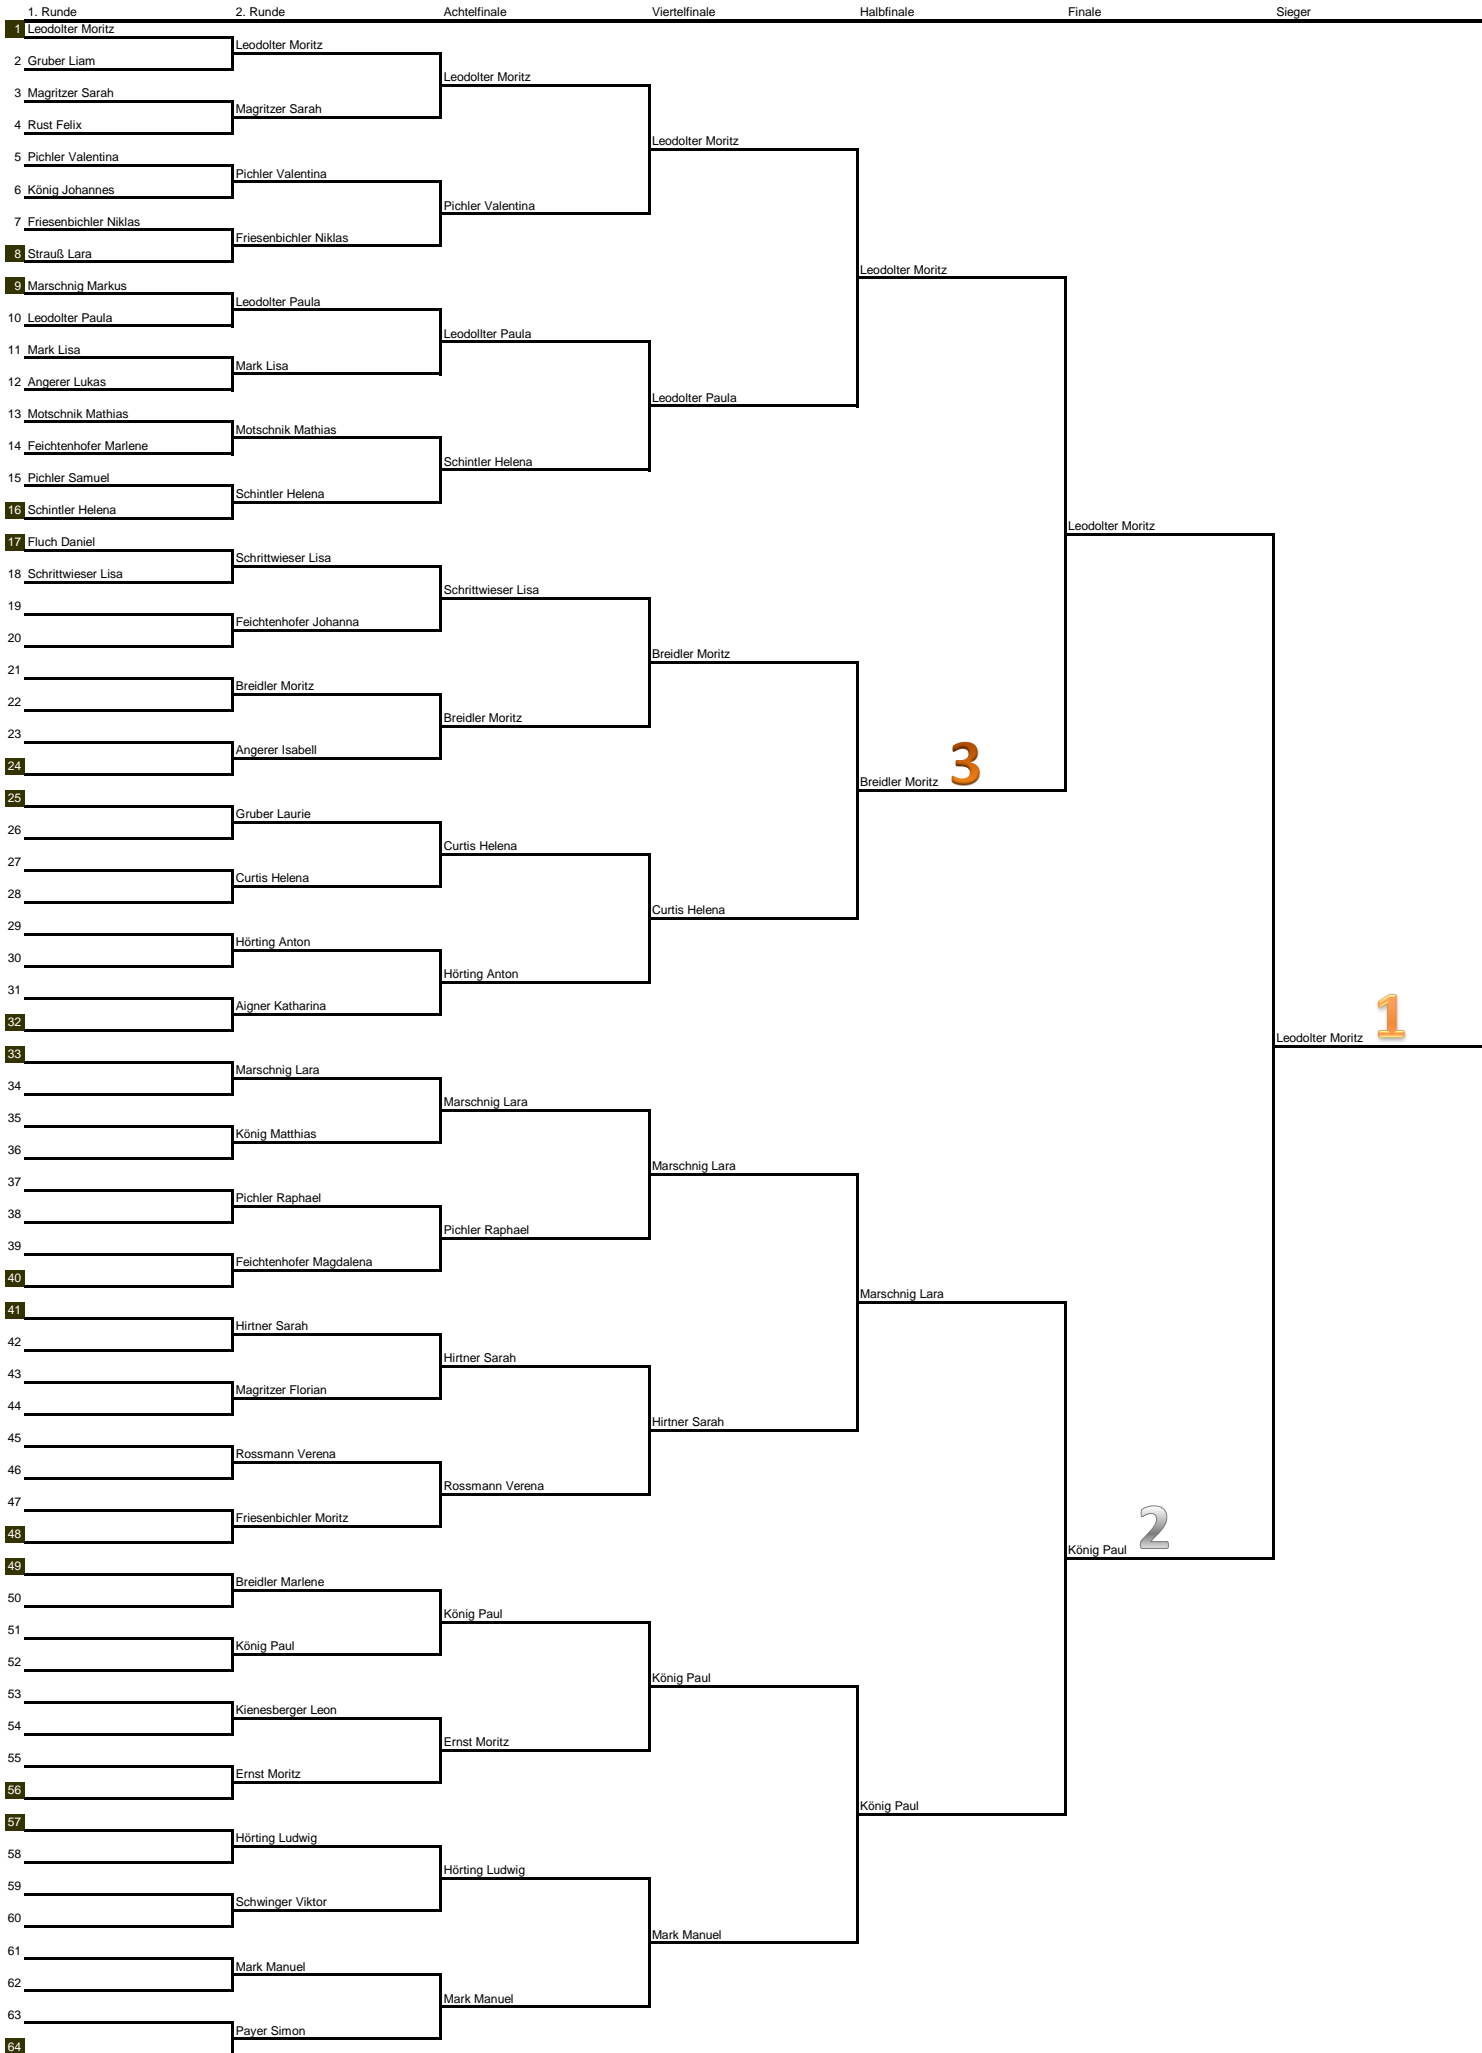 1. Runde 2. Runde Achtelfinale Viertelfinale Halbfinale Finale Sieger
1 Leodolter Moritz
Leodolter Moritz
2 Gruber Liam
Leodolter Moritz
3 Magritzer Sarah
Magritzer Sarah
4 Rust Felix
Leodolter Moritz
5 Pichler Valentina
Pichler Valentina
6 König Johannes
Pichler Valentina
7 Friesenbichler Niklas
Friesenbichler Niklas
8 Strauß Lara
Leodolter Moritz
9 Marschnig Markus
Leodolter Paula
10 Leodolter Paula
Leodollter Paula
11 Mark Lisa
Mark Lisa
12 Angerer Lukas
Leodolter Paula
13 Motschnik Mathias
Motschnik Mathias
14 Feichtenhofer Marlene
Schintler Helena
15 Pichler Samuel
Schintler Helena
16 Schintler Helena
Leodolter Moritz
17 Fluch Daniel
Schrittwieser Lisa
18 Schrittwieser Lisa
Schrittwieser Lisa
19
Feichtenhofer Johanna
20
Breidler Moritz
21
Breidler Moritz
22
Breidler Moritz
23
Angerer Isabell
24
Breidler Moritz 3
25
Gruber Laurie
26
Curtis Helena
27
Curtis Helena
28
Curtis Helena
29
Hörting Anton
30
Hörting Anton
31
Aigner Katharina
32
Leodolter Moritz 1
33
Marschnig Lara
34
Marschnig Lara
35
König Matthias
36
Marschnig Lara
37
Pichler Raphael
38
Pichler Raphael
39
Feichtenhofer Magdalena
40
Marschnig Lara
41
Hirtner Sarah
42
Hirtner Sarah
43
Magritzer Florian
44
Hirtner Sarah
45
Rossmann Verena
46
Rossmann Verena
47
Friesenbichler Moritz
48
König Paul 2
49
Breidler Marlene
50
König Paul
51
König Paul
52
König Paul
53
Kienesberger Leon
54
Ernst Moritz
55
Ernst Moritz
56
König Paul
57
Hörting Ludwig
58
Hörting Ludwig
59
Schwinger Viktor
60
Mark Manuel
61
Mark Manuel
62
Mark Manuel
63
Payer Simon
64